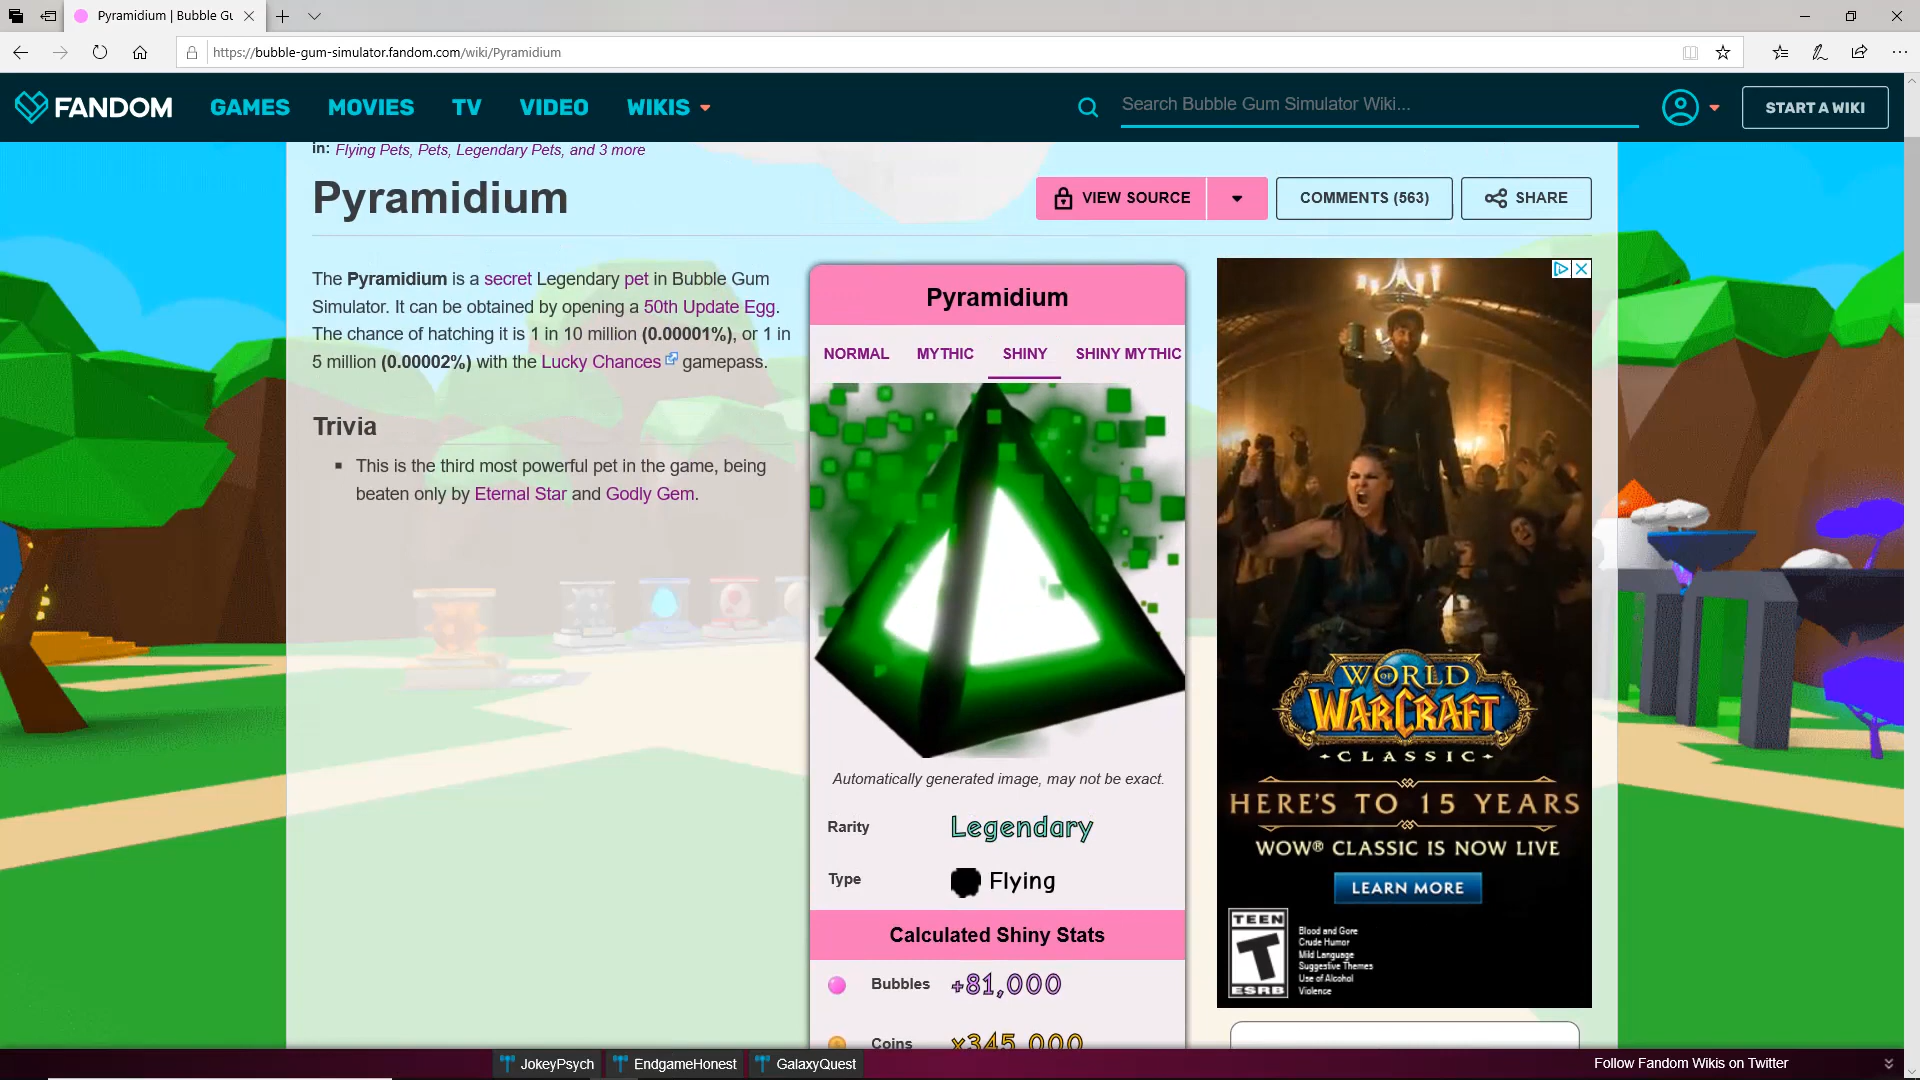 Pyramidium | Bubble Gu
https://bubble-gum-simulator.fandom.com/wiki/Pyramidium
FANDOM
GAMES
MOVIES
TV
VIDEO
WIKIS
Search Bubble Gum Simulator Wiki...
START A WIKI
in: Flying Pets, Pets, Legendary Pets, and 3 more
Pyramidium
VIEW SOURCE
COMMENTS (563)
SHARE
The Pyramidium is a secret Legendary pet in Bubble Gum
Simulator. It can be obtained by opening a 50th Update Egg.
The chance of hatching it is 1 in 10 million (0.00001%), or 1 in
5 million (0.00002%) with the Lucky Chances gamepass.
Trivia
This is the third most powerful pet in the game, being
beaten only by Eternal Star and Godly Gem.
Pyramidium
NORMAL
MYTHIC
SHINY
SHINY MYTHIC
Automatically generated image, may not be exact.
Rarity
Legendary
Type
Flying
Calculated Shiny Stats
Bubbles
+81,000
Coins
x345,000
WORLD
OF
WARCRAFT
CLASSIC
HERE'S TO 15 YEARS
WOW® CLASSIC IS NOW LIVE
LEARN MORE
TEEN
T
ESRB
Blood and Gore
Crude Humor
Mild Language
Suggestive Themes
Use of Alcohol
Violence
JokeyPsych
EndgameHonest
GalaxyQuest
Follow Fandom Wikis on Twitter